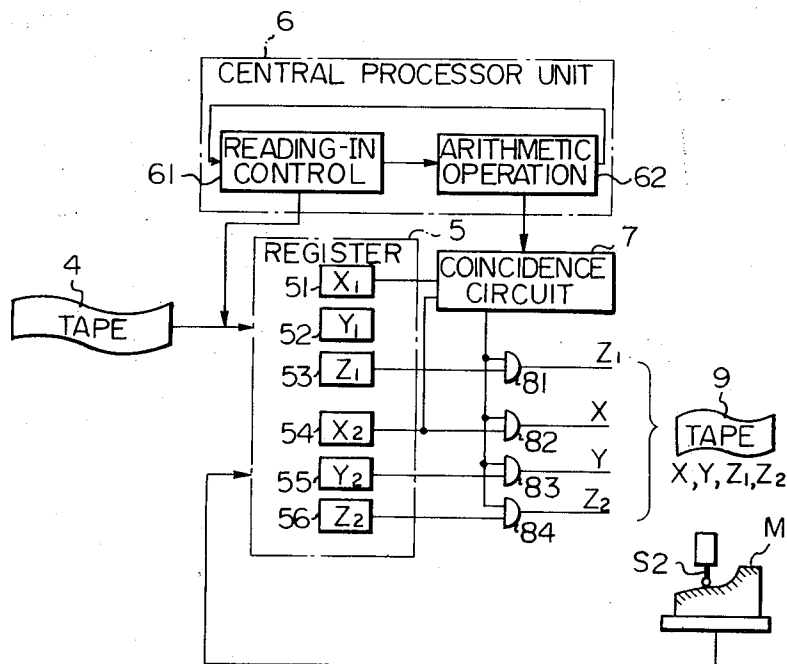 6
CENTRAL PROCESSOR UNIT
READING-IN
CONTROL
61
ARITHMETIC
OPERATION
62
5
7
REGISTER
COINCIDENCE
CIRCUIT
4
TAPE
51 X1
52 Y1
53 Z1
54 X2
55 Y2
56 Z2
Z1
81
X
82
Y
83
Z2
84
9
TAPE
X, Y, Z1, Z2
M
S2